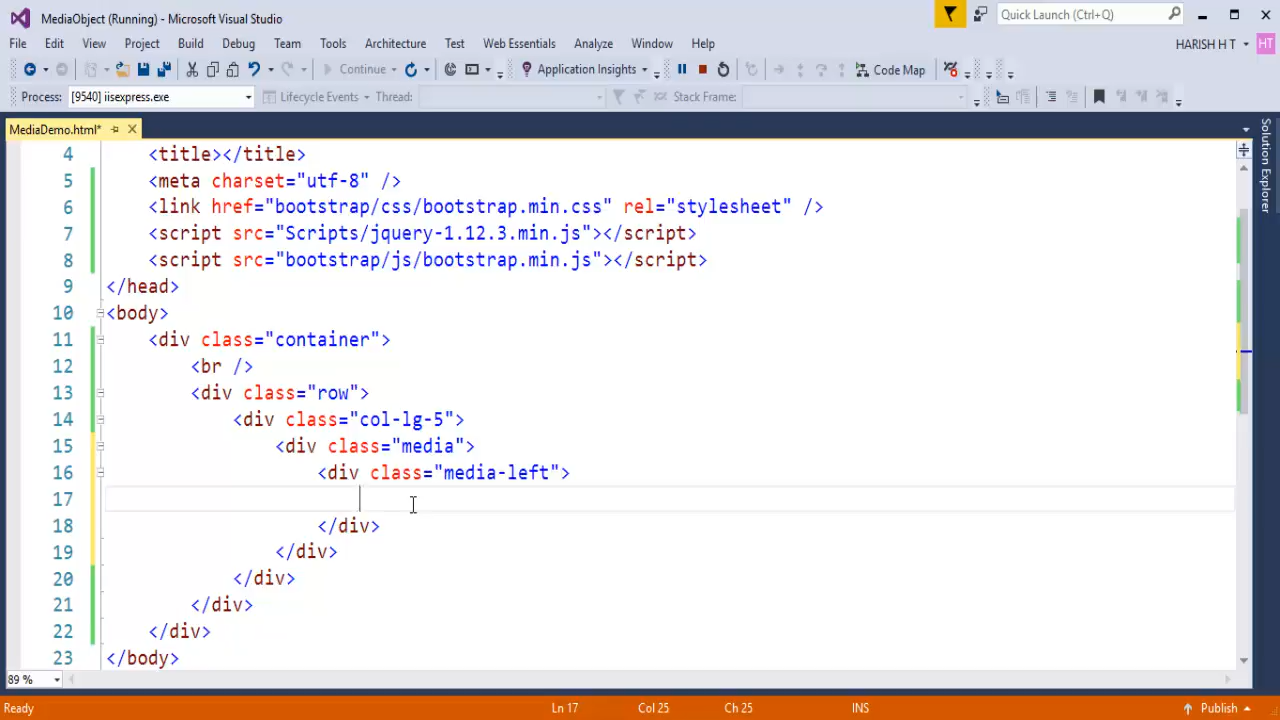 MediaObject (Running) - Microsoft Visual Studio
Quick Launch (Ctrl+Q)
File Edit View Project Build Debug Team Tools Architecture Test Web Essentials Analyze Window Help
HARISH H T HT
Continue Application Insights Code Map
Process: [9540] iisexpress.exe Lifecycle Events Thread: Stack Frame:
MediaDemo.html*
Solution Explorer
4 <title></title>
5 <meta charset="utf-8" />
6 <link href="bootstrap/css/bootstrap.min.css" rel="stylesheet" />
7 <script src="Scripts/jquery-1.12.3.min.js"></script>
8 <script src="bootstrap/js/bootstrap.min.js"></script>
9 </head>
10 <body>
11 <div class="container">
12 <br />
13 <div class="row">
14 <div class="col-lg-5">
15 <div class="media">
16 <div class="media-left">
17
18 </div>
19 </div>
20 </div>
21 </div>
22 </div>
23 </body>
89 %
Ready Ln 17 Col 25 Ch 25 INS Publish